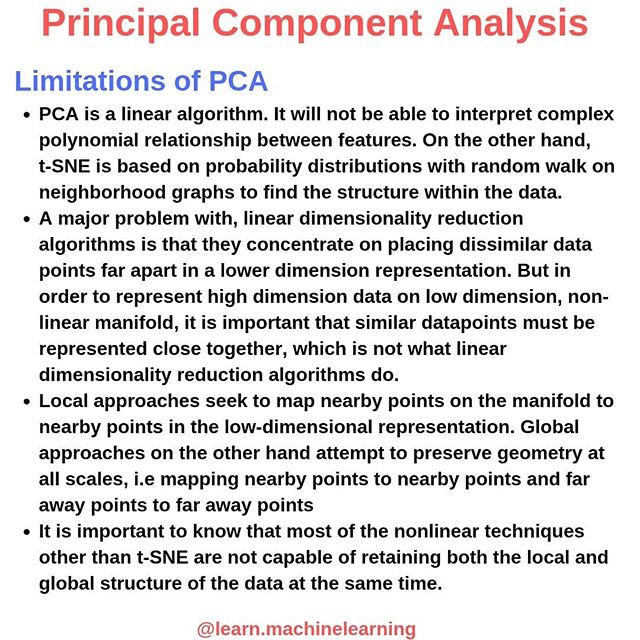 Principal Component Analysis
Limitations of PCA
• PCA is a linear algorithm. It will not be able to interpret complex
polynomial relationship between features. On the other hand,
t-SNE is based on probability distributions with random walk on
neighborhood graphs to find the structure within the data.
• A major problem with, linear dimensionality reduction
algorithms is that they concentrate on placing dissimilar data
points far apart in a lower dimension representation. But in
order to represent high dimension data on low dimension, non-
linear manifold, it is important that similar datapoints must be
represented close together, which is not what linear
dimensionality reduction algorithms do.
• Local approaches seek to map nearby points on the manifold to
nearby points in the low-dimensional representation. Global
approaches on the other hand attempt to preserve geometry at
all scales, i.e mapping nearby points to nearby points and far
away points to far away points
• It is important to know that most of the nonlinear techniques
other than t-SNE are not capable of retaining both the local and
global structure of the data at the same time.
@learn.machinelearning